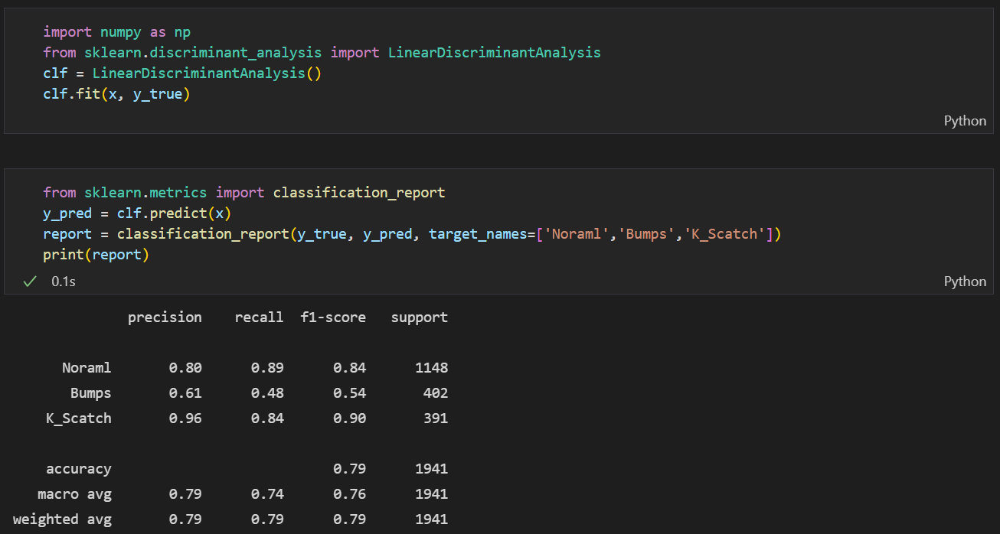 import numpy as np
from sklearn.discriminant_analysis import LinearDiscriminantAnalysis
clf = LinearDiscriminantAnalysis()
clf.fit(x, y_true)
Python
from sklearn.metrics import classification_report
y_pred = clf.predict(x)
report = classification_report(y_true, y_pred, target_names=['Noraml','Bumps','K_Scatch'])
print(report)
0.1s Python
precision recall f1-score support
Noraml 0.80 0.89 0.84 1148
Bumps 0.61 0.48 0.54 402
K_Scatch 0.96 0.84 0.90 391
accuracy 0.79 1941
macro avg 0.79 0.74 0.76 1941
weighted avg 0.79 0.79 0.79 1941